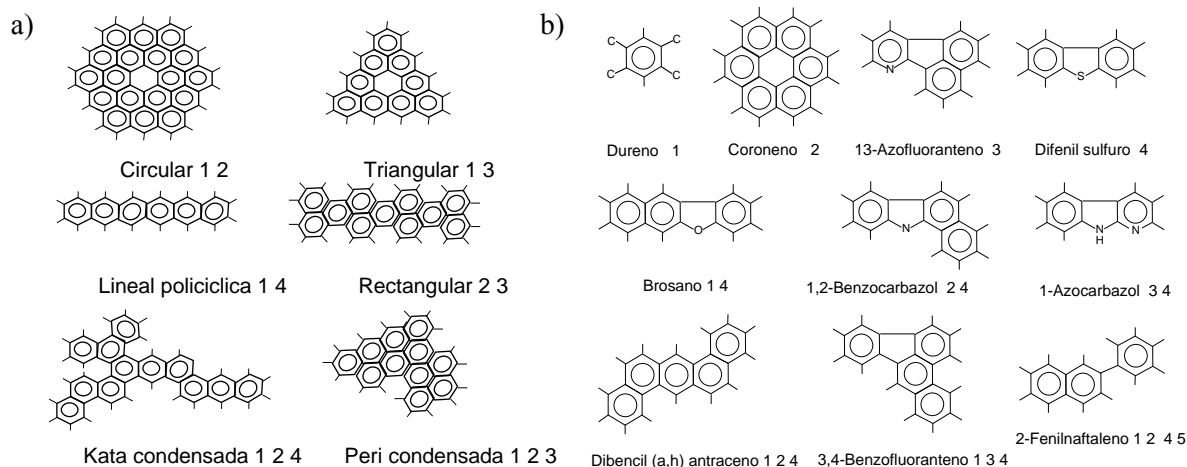 a)
Circular 1 2
Triangular 1 3
Lineal policiclica 1 4
Rectangular 2 3
Kata condensada 1 2 4
Peri condensada 1 2 3
b)
C C
C C
N
S
Dureno 1
Coroneno 2
13-Azofluoranteno 3
Difenil sulfuro 4
O
N
N
H
N
Brosano 1 4
1,2-Benzocarbazol 2 4
1-Azocarbazol 3 4
Dibencil (a,h) antraceno 1 2 4
3,4-Benzofluoranteno 1 3 4
2-Fenilnaftaleno 1 2 4 5